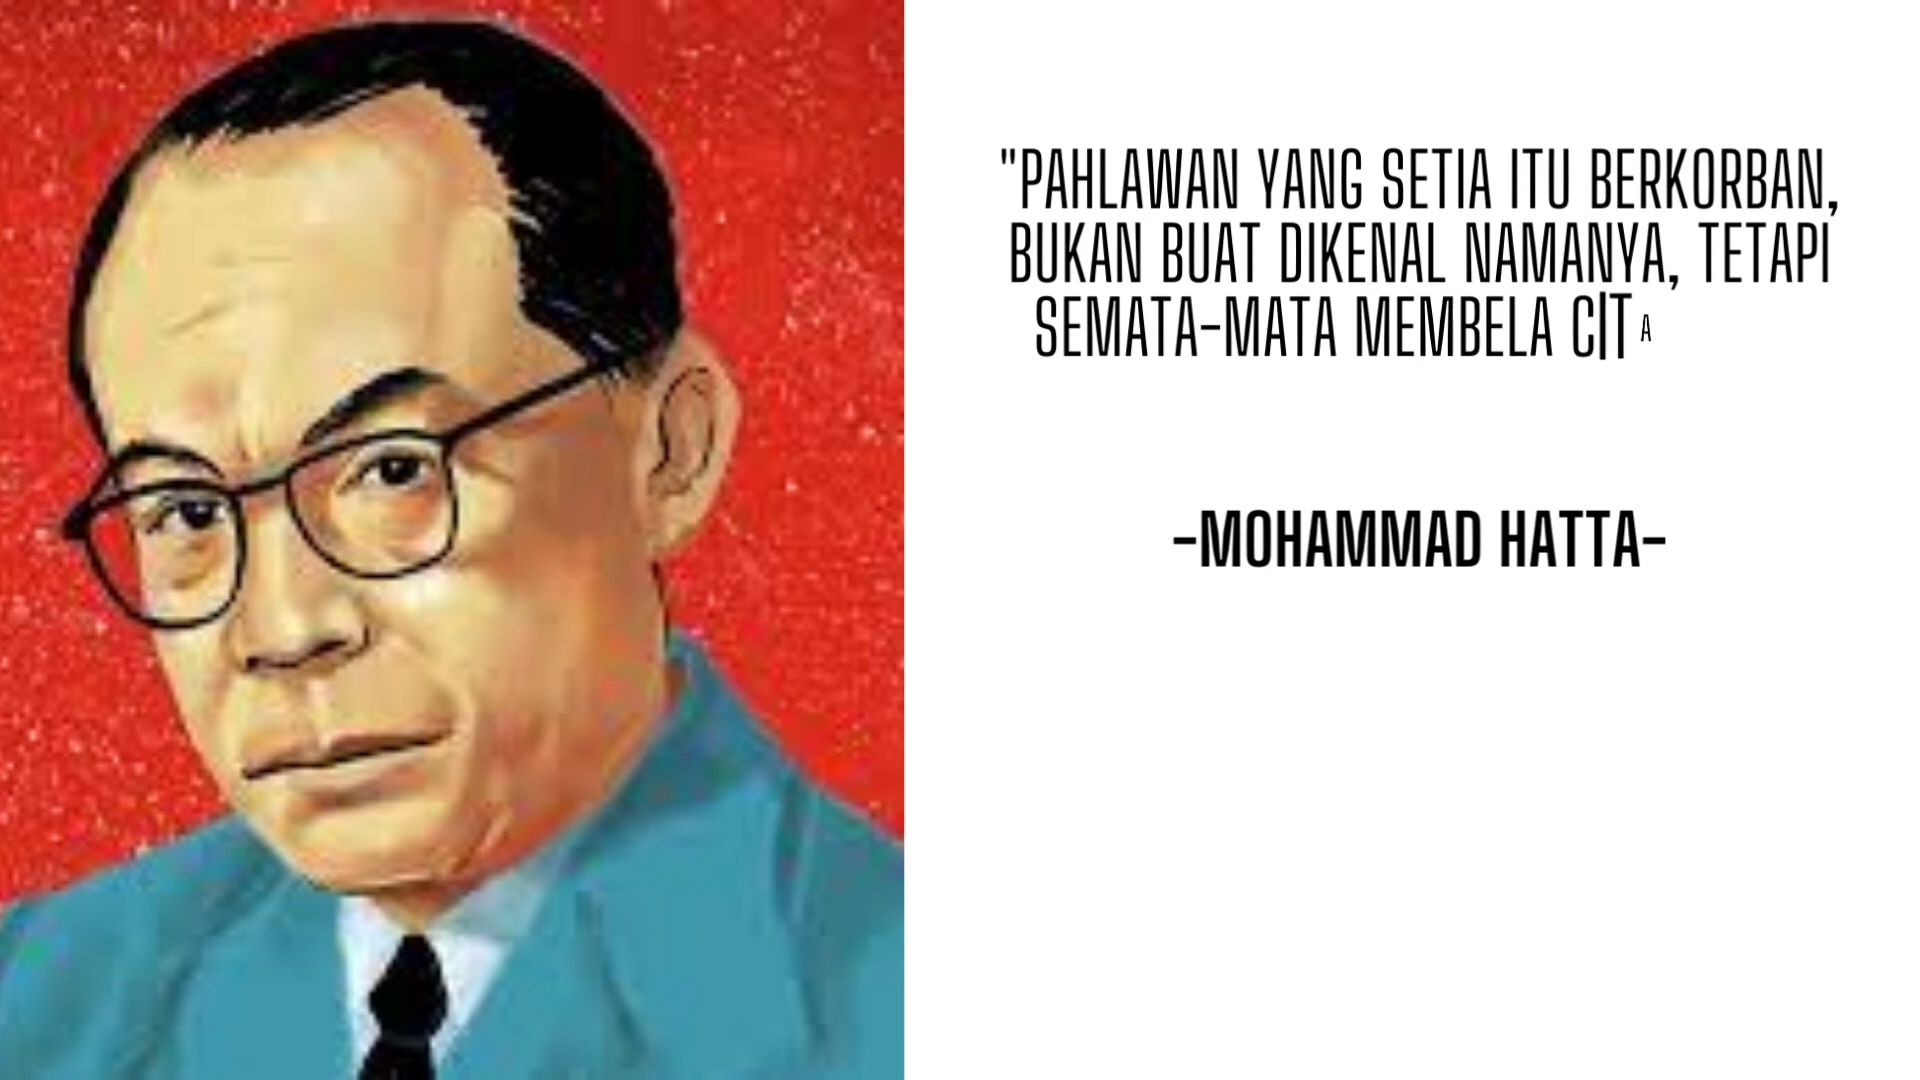 "PAHLAWAN YANG SETIA ITU BERKORBAN,
BUKAN BUAT DIKENAL NAMANYA, TETAPI
SEMATA-MATA MEMBELA CITA
-MOHAMMAD HATTA-